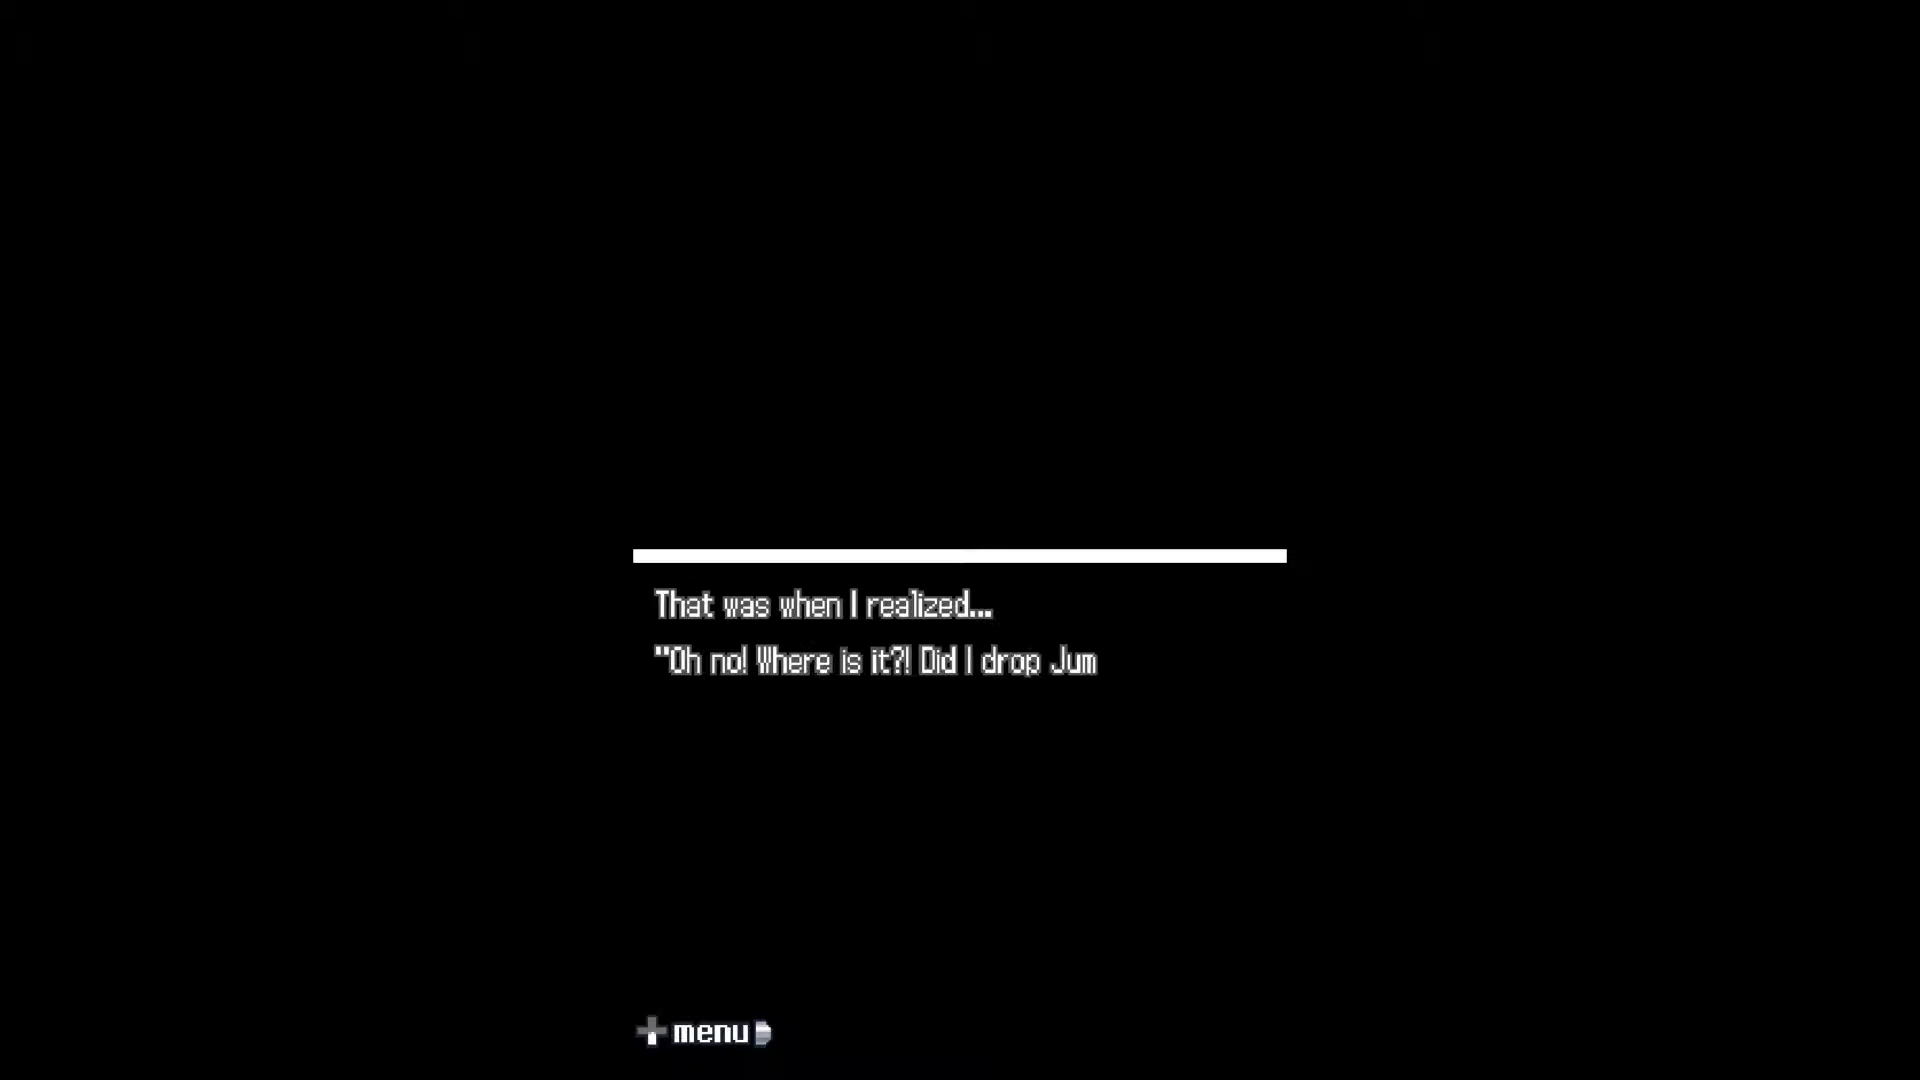 That was when I realized...
"Oh no! Where is it?! Did I drop Jum
menu